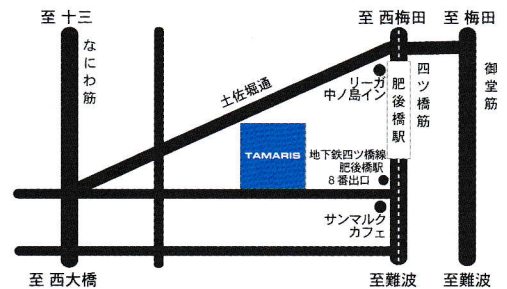 至 十三
至 西梅田
至 梅田
なにわ筋
土佐堀通
リーガ
中ノ島イン
肥後橋駅
四ツ橋筋
御堂筋
TAMARIS
地下鉄四ツ橋線
肥後橋駅
8番出口
サンマルク
カフェ
至 西大橋
至難波
至難波